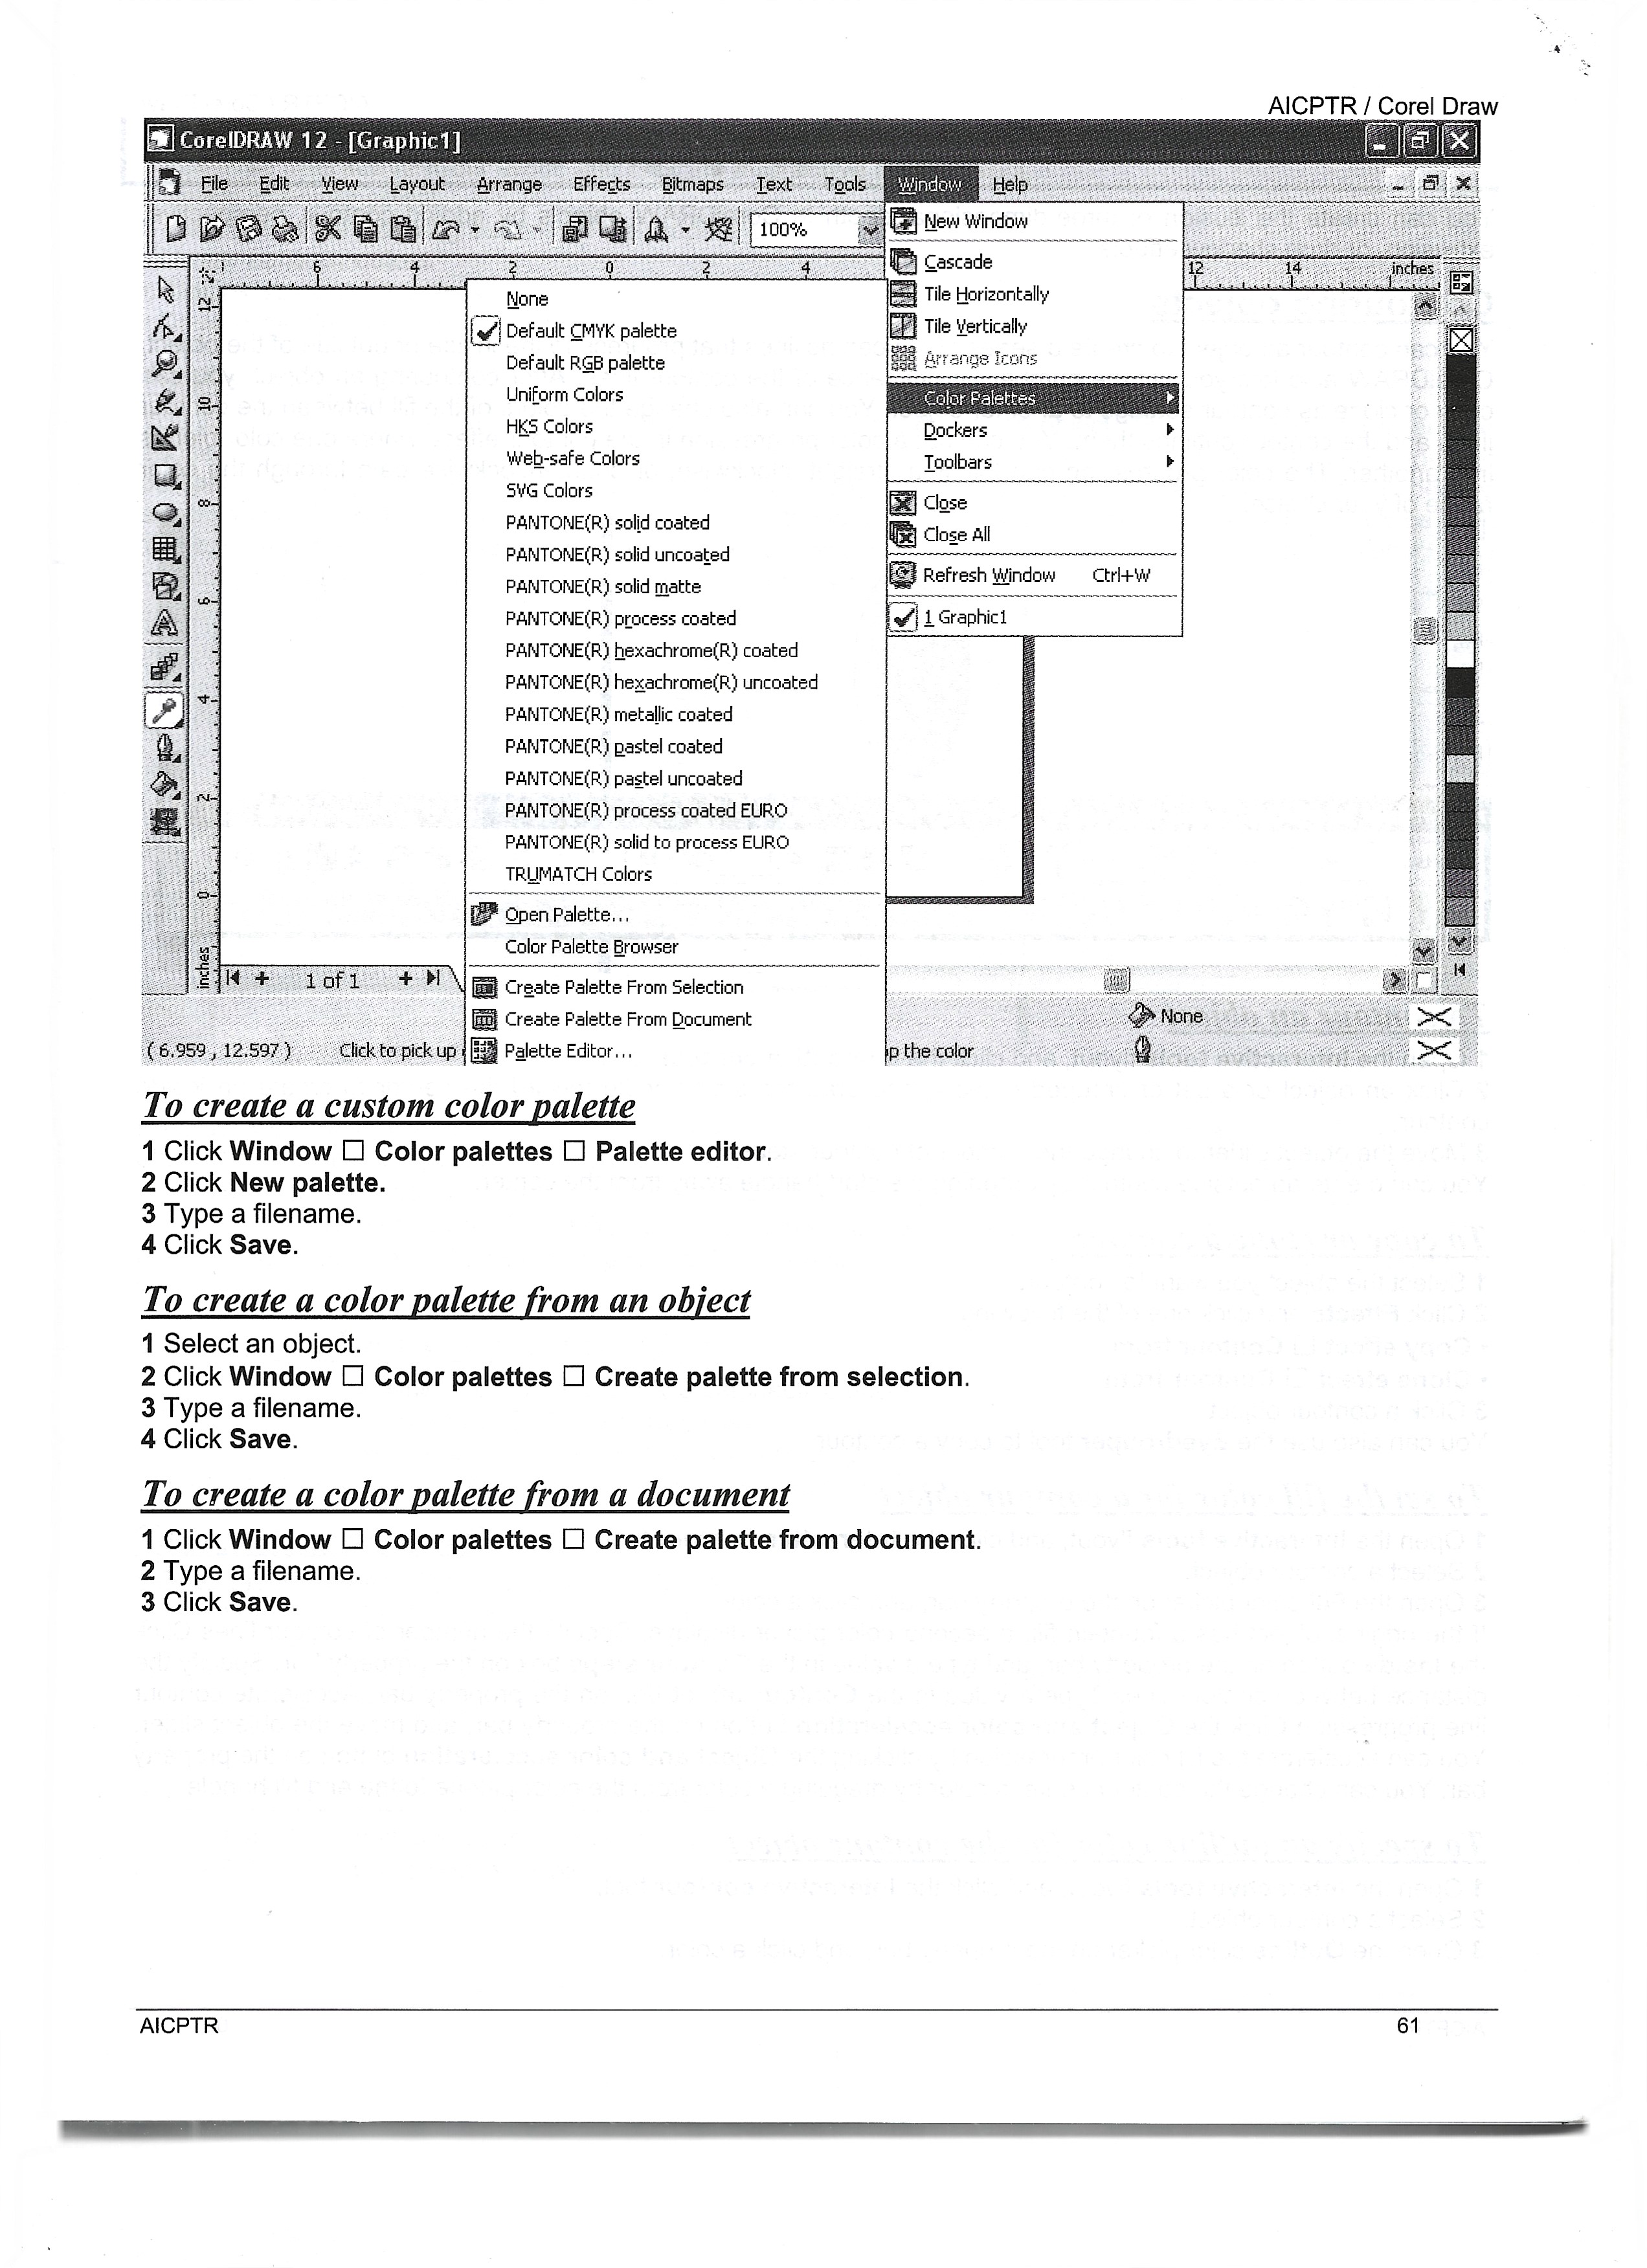 AICPTR / Corel Draw
CorelDRAW 12 - [Graphic1]
File Edit View Layout Arrange Effects Bitmaps Text Tools Window Help
100%
New Window
Cascade
Tile Horizontally
Tile Vertically
Arrange Icons
Color Palettes
Dockers
Toolbars
Close
Close All
Refresh Window Ctrl+W
1 Graphic1
6 4 2 0 2 4 12 14 inches
12
10
8
6
4
2
0
inches
None
Default CMYK palette
Default RGB palette
Uniform Colors
HKS Colors
Web-safe Colors
SVG Colors
PANTONE(R) solid coated
PANTONE(R) solid uncoated
PANTONE(R) solid matte
PANTONE(R) process coated
PANTONE(R) hexachrome(R) coated
PANTONE(R) hexachrome(R) uncoated
PANTONE(R) metallic coated
PANTONE(R) pastel coated
PANTONE(R) pastel uncoated
PANTONE(R) process coated EURO
PANTONE(R) solid to process EURO
TRUMATCH Colors
Open Palette...
Color Palette Browser
Create Palette From Selection
Create Palette From Document
Palette Editor...
1 of 1
None
( 6.959 , 12.597 ) Click to pick up p the color
To create a custom color palette
1 Click Window □ Color palettes □ Palette editor.
2 Click New palette.
3 Type a filename.
4 Click Save.
To create a color palette from an object
1 Select an object.
2 Click Window □ Color palettes □ Create palette from selection.
3 Type a filename.
4 Click Save.
To create a color palette from a document
1 Click Window □ Color palettes □ Create palette from document.
2 Type a filename.
3 Click Save.
AICPTR 61